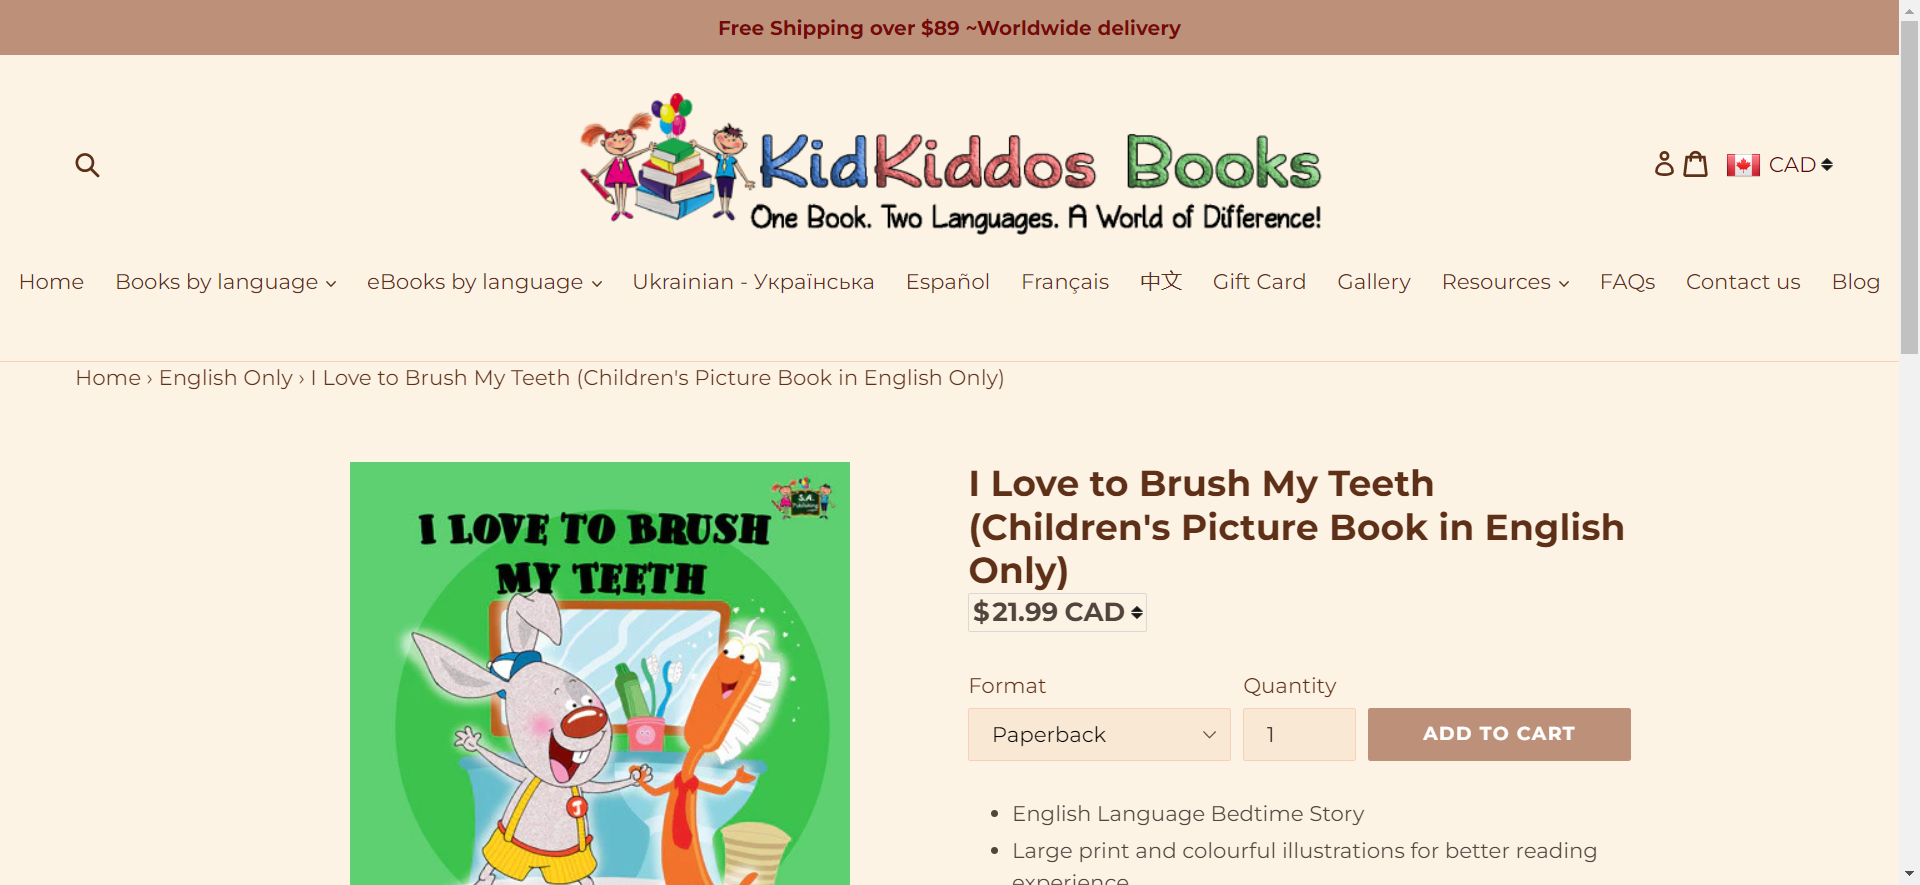 Free Shipping over $89 ~Worldwide delivery
KidKiddos Books
One Book. Two Languages. A World of Difference!
CAD
Home Books by language eBooks by language Ukrainian - Українська Español Français 中文 Gift Card Gallery Resources FAQs Contact us Blog
Home › English Only › I Love to Brush My Teeth (Children's Picture Book in English Only)
S.A.
Publishing
I LOVE TO BRUSH
MY TEETH
J
I Love to Brush My Teeth
(Children's Picture Book in English
Only)
$21.99 CAD
Format Quantity
Paperback 1 ADD TO CART
English Language Bedtime Story
Large print and colourful illustrations for better reading
experience